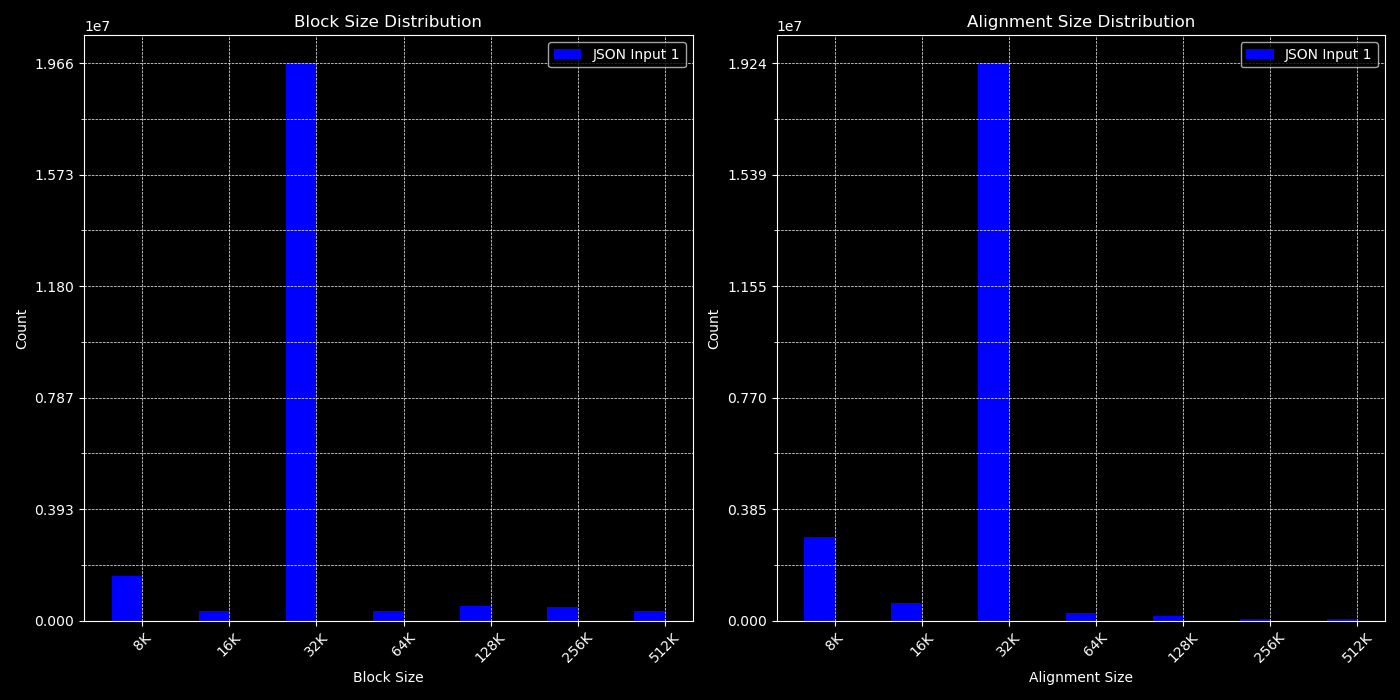 Block Size Distribution
1e7
JSON Input 1
1.966
1.573
1.180
0.787
0.393
0.000
Count
8K
16K
32K
64K
128K
256K
512K
Block Size
Alignment Size Distribution
1e7
JSON Input 1
1.924
1.539
1.155
0.770
0.385
0.000
Count
8K
16K
32K
64K
128K
256K
512K
Alignment Size